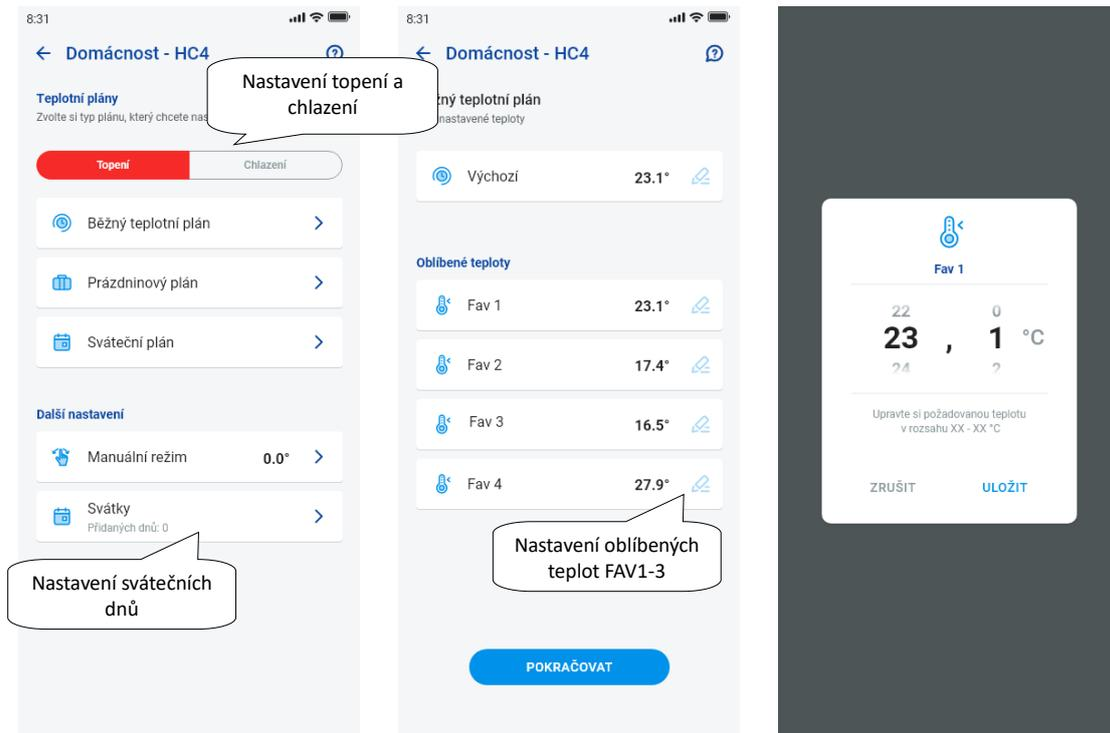 8:31
Domácnost - HC4
Nastavení topení a
chlazení
Teplotní plány
Zvolte si typ plánu, který chcete
Topení
Chlazení
Běžný teplotní plán
Prázdninový plán
Sváteční plán
Další nastavení
Manuální režim 0.0°
Svátky
Přidaných dnů: 0
Nastavení svátečních
dnů
8:31
Domácnost - HC4
teplotní plán
nastavené teploty
Výchozí 23.1°
Oblíbené teploty
Fav 1 23.1°
Fav 2 17.4°
Fav 3 16.5°
Fav 4 27.9°
Nastavení oblíbených
teplot FAV1-3
POKRAČOVAT
Fav 1
22 0
23 , 1 °C
24 2
Upravte si požadovanou teplotu
v rozsahu XX - XX °C
ZRUŠIT ULOŽIT